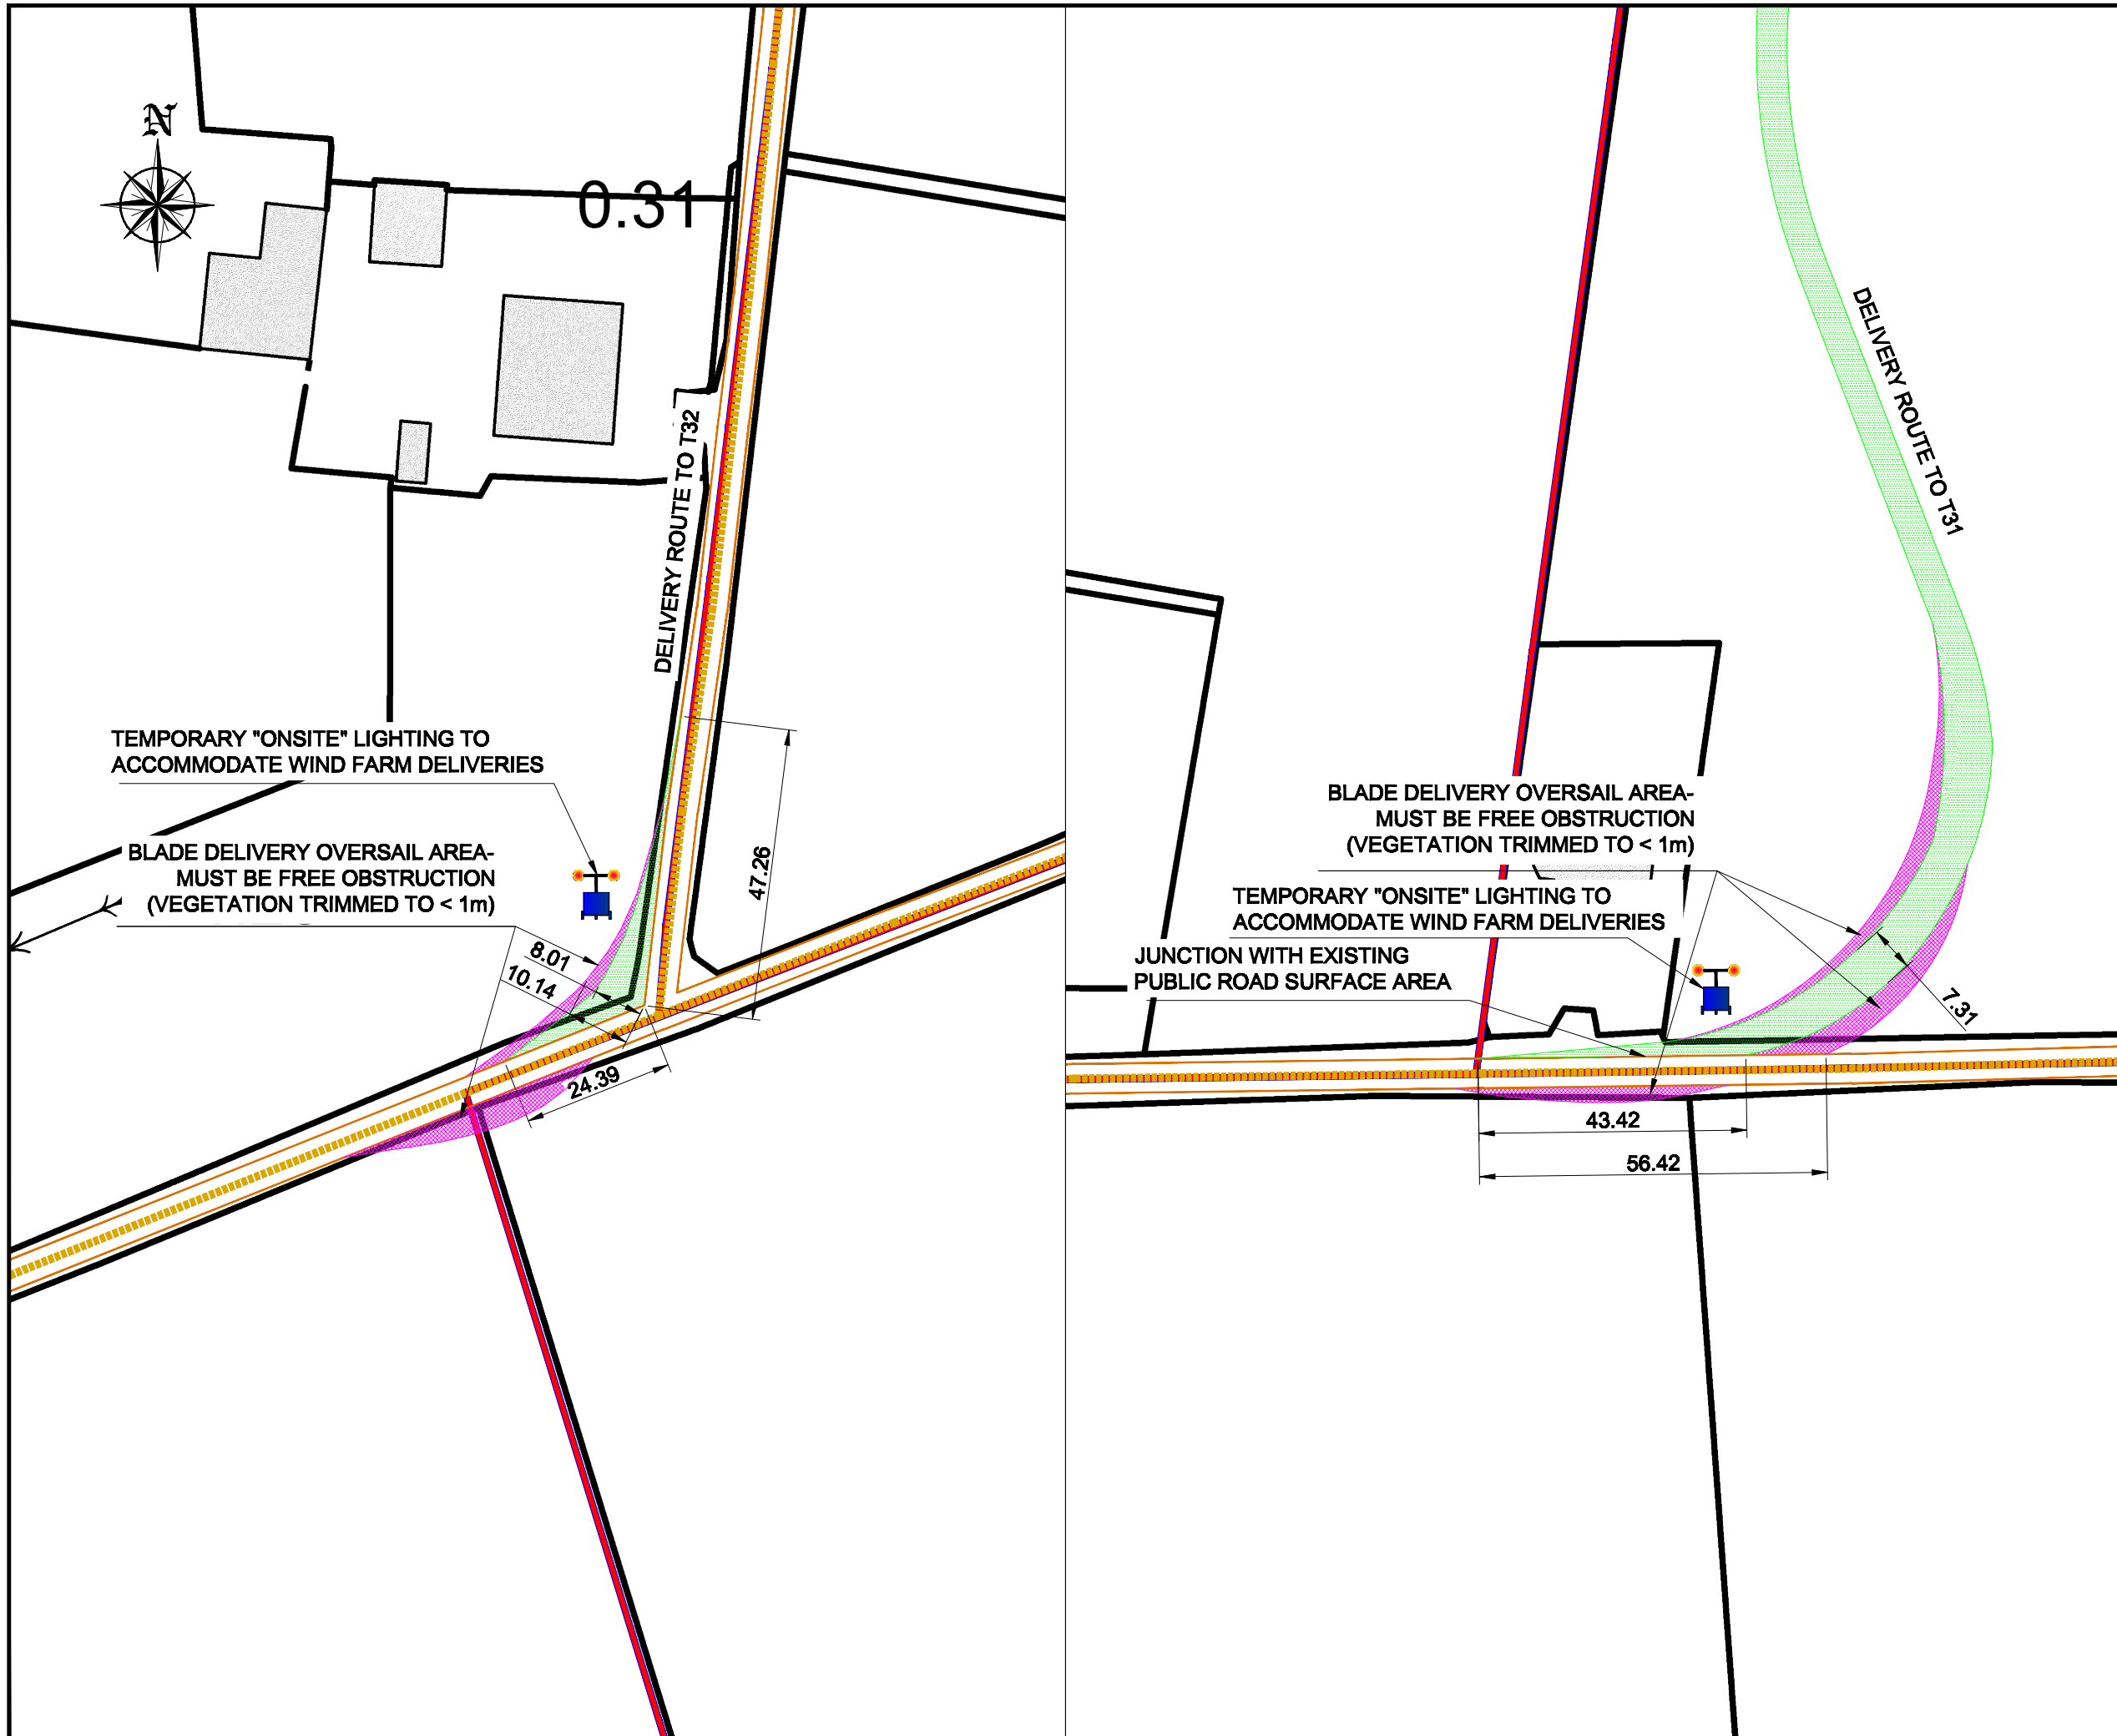 N
0.31
DELIVERY ROUTE TO T32
TEMPORARY "ONSITE" LIGHTING TO
ACCOMMODATE WIND FARM DELIVERIES
BLADE DELIVERY OVERSAIL AREA-
MUST BE FREE OBSTRUCTION
(VEGETATION TRIMMED TO < 1m)
8.01
10.14
47.26
24.39
DELIVERY ROUTE TO T31
BLADE DELIVERY OVERSAIL AREA-
MUST BE FREE OBSTRUCTION
(VEGETATION TRIMMED TO < 1m)
TEMPORARY "ONSITE" LIGHTING TO
ACCOMMODATE WIND FARM DELIVERIES
JUNCTION WITH EXISTING
PUBLIC ROAD SURFACE AREA
7.31
43.42
56.42